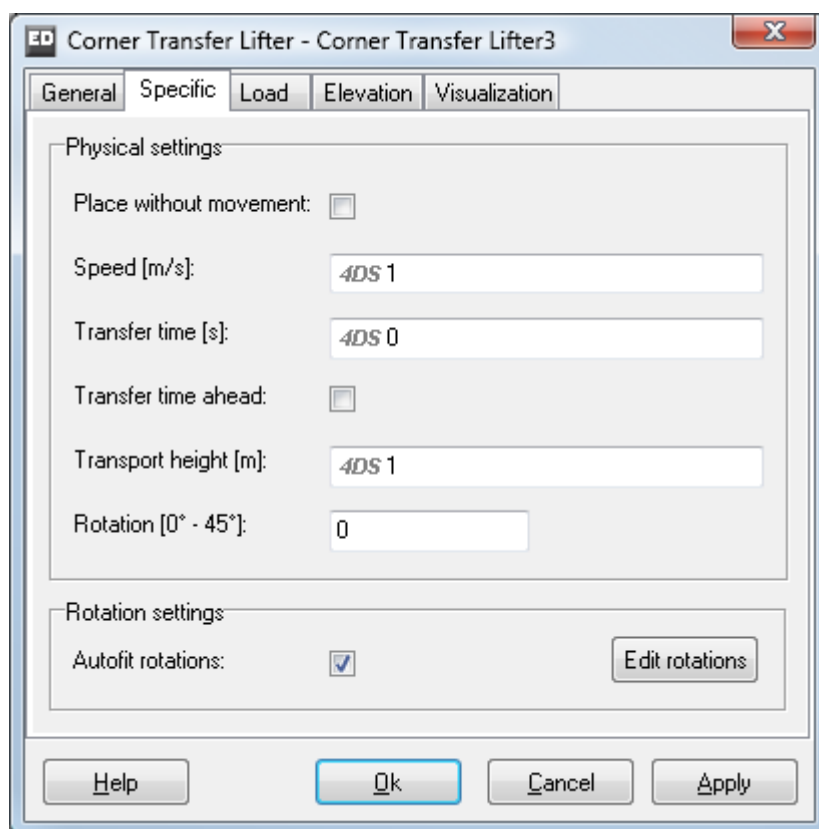 ED Corner Transfer Lifter - Corner Transfer Lifter3
General Specific Load Elevation Visualization
Physical settings
Place without movement:
Speed [m/s]: 4DS 1
Transfer time [s]: 4DS 0
Transfer time ahead:
Transport height [m]: 4DS 1
Rotation [0° - 45°]: 0
Rotation settings
Autofit rotations: Edit rotations
Help Ok Cancel Apply